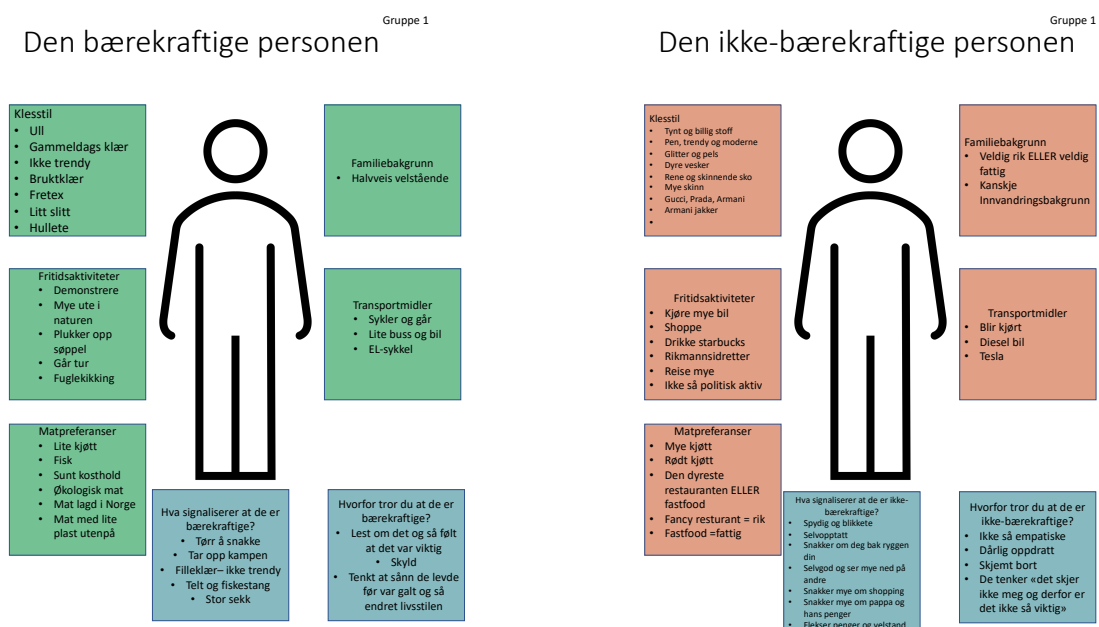 Gruppe 1
Den bærekraftige personen
Klesstil
• Ull
• Gammeldags klær
• Ikke trendy
• Bruktklær
• Fretex
• Litt slitt
• Hullete
Familiebakgrunn
• Halvveis velstående
Fritidsaktiviteter
• Demonstrere
• Mye ute i
naturen
• Plukker opp
søppel
• Går tur
• Fuglekikking
Transportmidler
• Sykler og går
• Lite buss og bil
• EL-sykkel
Matpreferanser
• Lite kjøtt
• Fisk
• Sunt kosthold
• Økologisk mat
• Mat lagd i Norge
• Mat med lite
plast utenpå
Hva signaliserer at de er
bærekraftige?
• Tørr å snakke
• Tar opp kampen
• Filleklær– ikke trendy
• Telt og fiskestang
• Stor sekk
Hvorfor tror du at de er
bærekraftige?
• Lest om det og så følt
at det var viktig
• Skyld
• Tenkt at sånn de levde
før var galt og så
endret livsstilen
Gruppe 1
Den ikke-bærekraftige personen
Klesstil
• Tynt og billig stoff
• Pen, trendy og moderne
• Glitter og pels
• Dyre vesker
• Rene og skinnende sko
• Mye skinn
• Gucci, Prada, Armani
• Armani jakker
•
Familiebakgrunn
• Veldig rik ELLER veldig
fattig
• Kanskje
Innvandringsbakgrunn
Fritidsaktiviteter
• Kjøre mye bil
• Shoppe
• Drikke starbucks
• Rikmannsidretter
• Reise mye
• Ikke så politisk aktiv
Transportmidler
• Blir kjørt
• Diesel bil
• Tesla
Matpreferanser
• Mye kjøtt
• Rødt kjøtt
• Den dyreste
restauranten ELLER
fastfood
• Fancy resturant = rik
• Fastfood =fattig
Hva signaliserer at de er ikke-
bærekraftige?
• Spydig og blikkete
• Selvopptatt
• Snakker om deg bak ryggen
din
• Selvgod og ser mye ned på
andre
• Snakker mye om shopping
• Snakker mye om pappa og
hans penger
• Flekser penger og velstand
Hvorfor tror du at de er
ikke-bærekraftige?
• Ikke så empatiske
• Dårlig oppdratt
• Skjemt bort
• De tenker «det skjer
ikke meg og derfor er
det ikke så viktig»